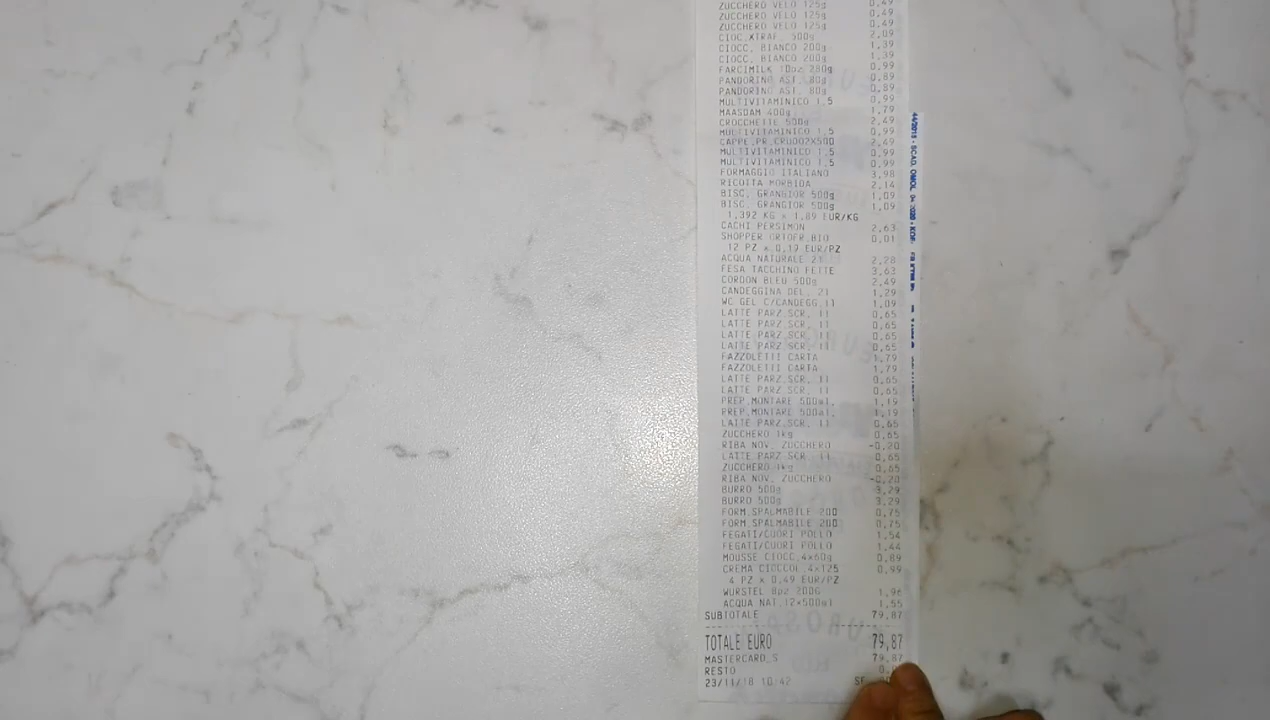 ZUCCHERO VELO 125g 0,49
ZUCCHERO VELO 125g 0,49
ZUCCHERO VELO 125g 0,49
CIOC.XTRAF. 500g 2,09
CIOCC. BIANCO 200g 1,39
CIOCC. BIANCO 200g 1,39
FARCIMILK 10pz 280g 0,99
PANDORINO AST. 80g 0,89
PANDORINO AST. 80g 0,89
MULTIVITAMINICO 1,5 0,99
MAASDAM 400g 1,79
CROCCHETTE 500g 2,49
MULTIVITAMINICO 1,5 0,99
CAPPE.PR.CRUDO2X500 2,49
MULTIVITAMINICO 1,5 0,99
MULTIVITAMINICO 1,5 0,99
FORMAGGIO ITALIANO 3,98
RICOTTA MORBIDA 2,14
BISC. GRANGIOR 500g 1,09
BISC. GRANGIOR 500g 1,09
1,392 KG x 1,89 EUR/KG
CACHI PERSIMON 2,63
SHOPPER ORTOFR.BIO 0,01
12 PZ x 0,19 EUR/PZ
ACQUA NATURALE 2l 2,28
FESA TACCHINO FETTE 3,63
CORDON BLEU 500g 2,49
CANDEGGINA DEL. 2l 1,29
WC GEL C/CANDEGG.1l 1,09
LATTE PARZ.SCR. 1l 0,65
LATTE PARZ.SCR. 1l 0,65
LATTE PARZ.SCR. 1l 0,65
LATTE PARZ.SCR. 1l 0,65
FAZZOLETTI CARTA 1,79
FAZZOLETTI CARTA 1,79
LATTE PARZ.SCR. 1l 0,65
LATTE PARZ.SCR. 1l 0,65
PREP.MONTARE 500ml. 1,19
PREP.MONTARE 500ml. 1,19
LATTE PARZ.SCR. 1l 0,65
ZUCCHERO 1kg 0,65
RIBA NOV. ZUCCHERO -0,20
LATTE PARZ.SCR. 1l 0,65
ZUCCHERO 1kg 0,65
RIBA NOV. ZUCCHERO -0,20
BURRO 500g 3,29
BURRO 500g 3,29
FORM.SPALMABILE 200 0,75
FORM.SPALMABILE 200 0,75
FEGATI/CUORI POLLO 1,54
FEGATI/CUORI POLLO 1,44
MOUSSE CIOCC.4x60g 0,89
CREMA CIOCCOL.4x125 0,99
4 PZ x 0,49 EUR/PZ
WURSTEL 8pz 200G 1,96
ACQUA NAT.12x500ml 1,55
SUBTOTALE 79,87
TOTALE EURO 79,87
MASTERCARD_S 79,87
RESTO
23/11/18 10:42